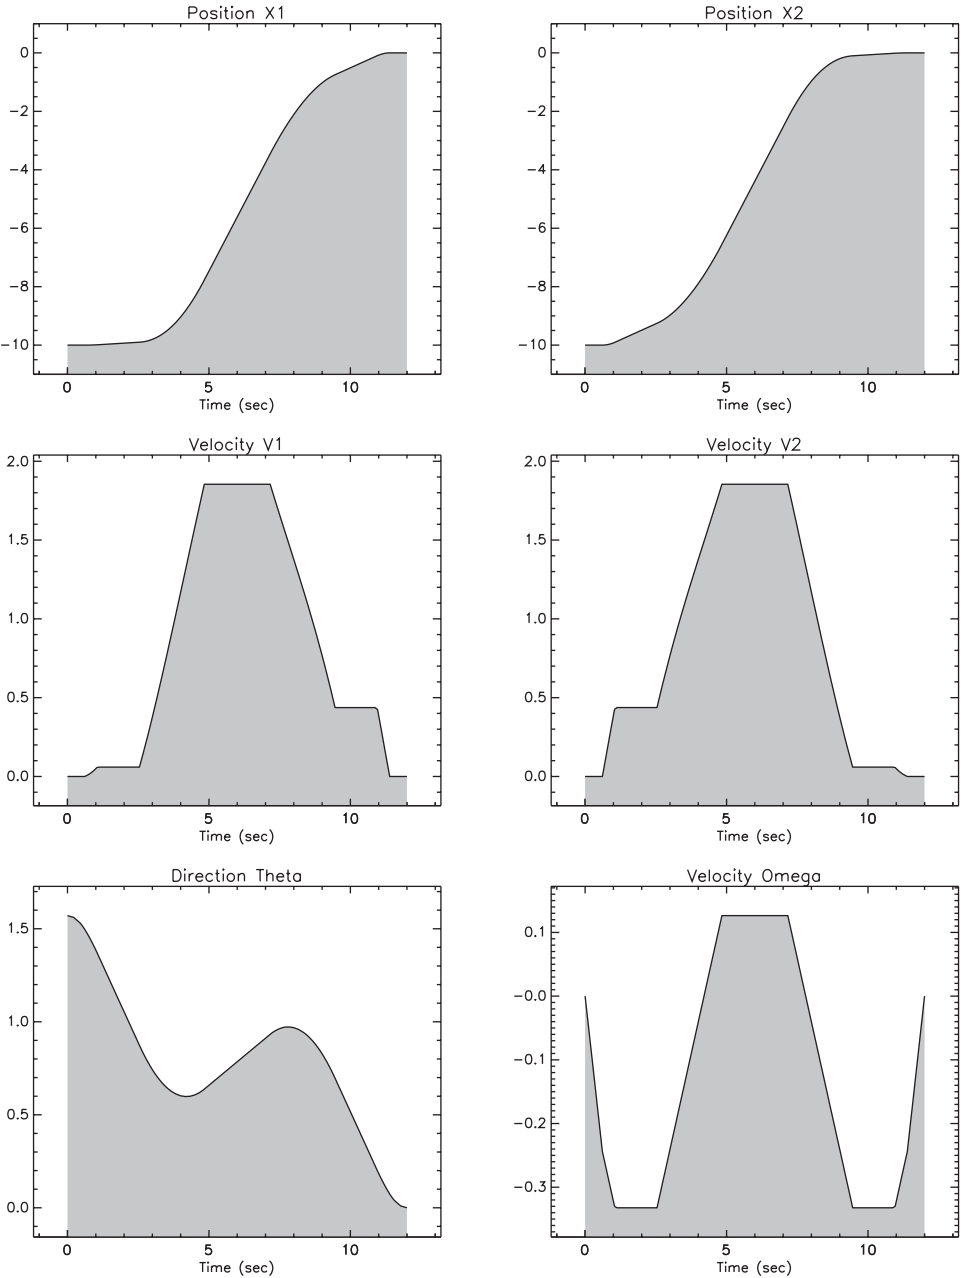 Position X1
0
−2
−4
−6
−8
−10
0 5 10
Time (sec)
Position X2
0
−2
−4
−6
−8
−10
0 5 10
Time (sec)
Velocity V1
2.0
1.5
1.0
0.5
0.0
0 5 10
Time (sec)
Velocity V2
2.0
1.5
1.0
0.5
0.0
0 5 10
Time (sec)
Direction Theta
1.5
1.0
0.5
0.0
0 5 10
Time (sec)
Velocity Omega
0.1
−0.0
−0.1
−0.2
−0.3
0 5 10
Time (sec)